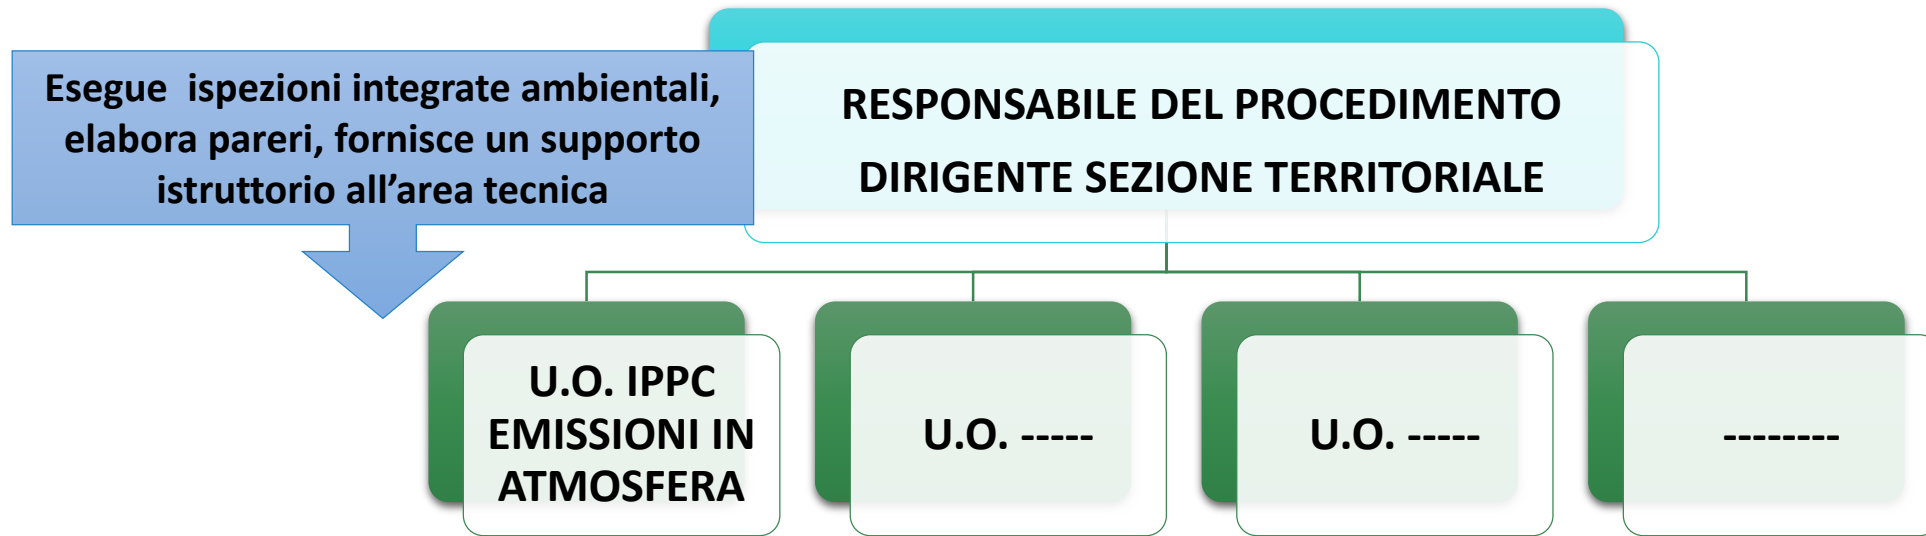 Esegue ispezioni integrate ambientali,
elabora pareri, fornisce un supporto
istruttorio all’area tecnica
RESPONSABILE DEL PROCEDIMENTO
DIRIGENTE SEZIONE TERRITORIALE
U.O. IPPC
EMISSIONI IN
ATMOSFERA
U.O. -----
U.O. -----
--------